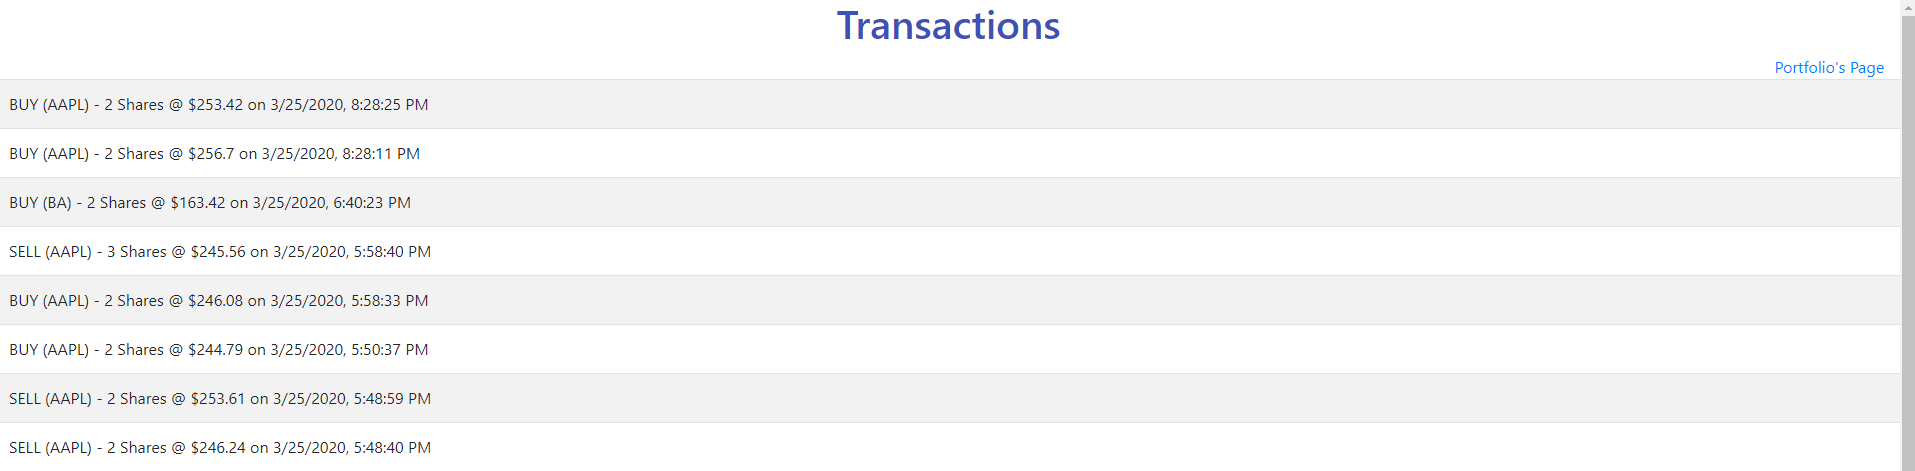 Transactions
Portfolio's Page
BUY (AAPL) - 2 Shares @ $253.42 on 3/25/2020, 8:28:25 PM
BUY (AAPL) - 2 Shares @ $256.7 on 3/25/2020, 8:28:11 PM
BUY (BA) - 2 Shares @ $163.42 on 3/25/2020, 6:40:23 PM
SELL (AAPL) - 3 Shares @ $245.56 on 3/25/2020, 5:58:40 PM
BUY (AAPL) - 2 Shares @ $246.08 on 3/25/2020, 5:58:33 PM
BUY (AAPL) - 2 Shares @ $244.79 on 3/25/2020, 5:50:37 PM
SELL (AAPL) - 2 Shares @ $253.61 on 3/25/2020, 5:48:59 PM
SELL (AAPL) - 2 Shares @ $246.24 on 3/25/2020, 5:48:40 PM